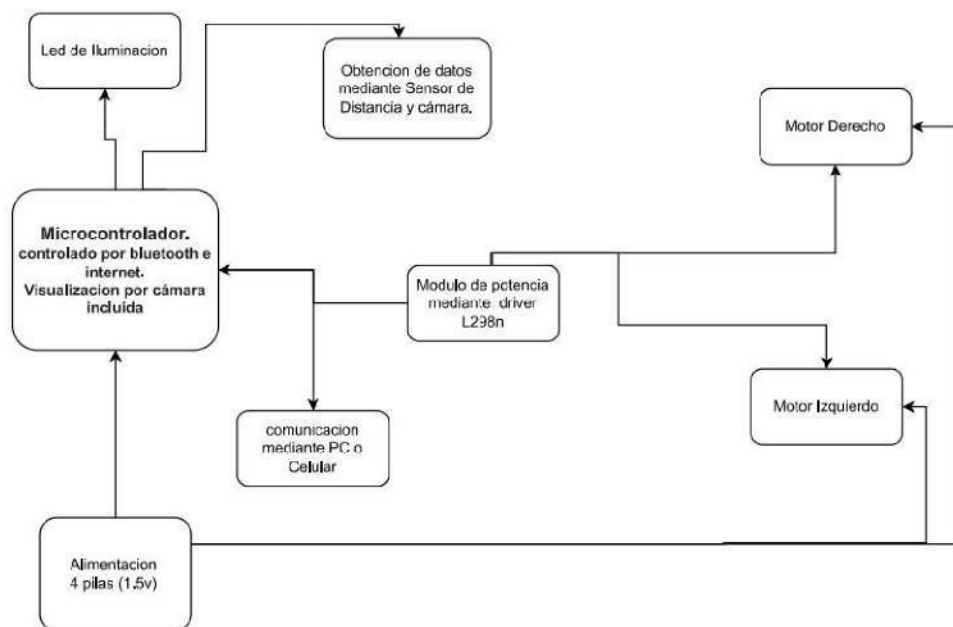 Led de Iluminacion
Obtencion de datos
mediante Sensor de
Distancia y cámara.
Motor Derecho
Microcontrolador.
controlado por bluetooth e
internet.
Visualizacion por cámara
incluida
Modulo de potencia
mediante driver
L298n
Motor Izquierdo
comunicacion
mediante PC o
Celular
Alimentacion
4 pilas (1.5v)